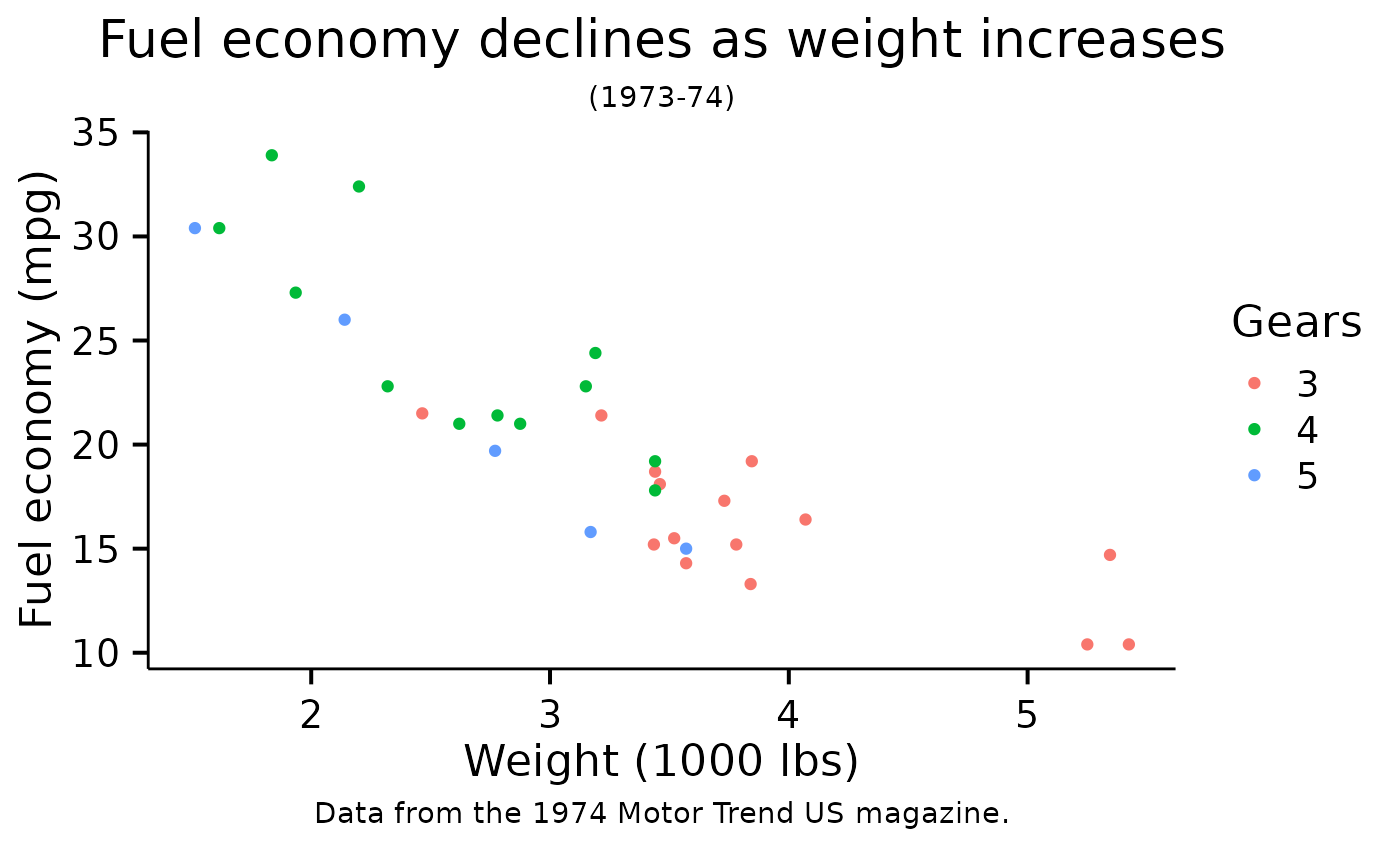 Fuel economy declines as weight increases
(1973-74)
Fuel economy (mpg)
35
30
25
20
15
10
2 3 4 5
Weight (1000 lbs)
Data from the 1974 Motor Trend US magazine.
Gears
3
4
5